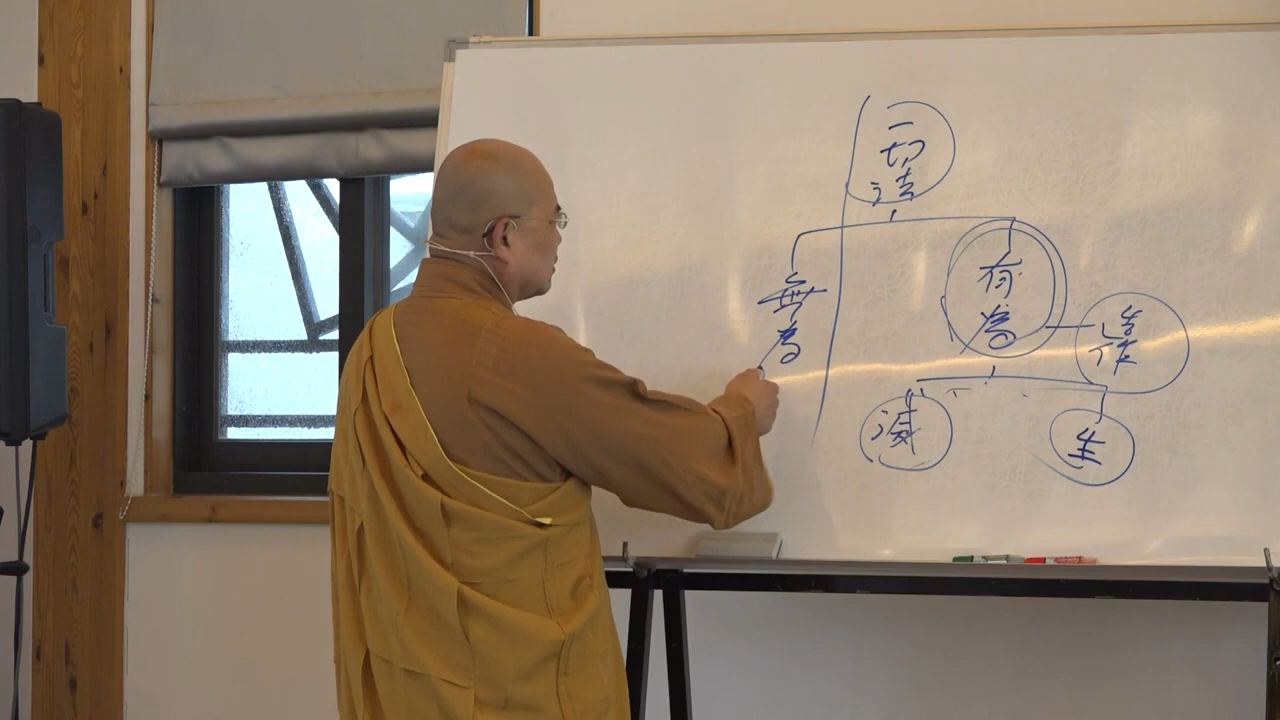 一切法
無為
有為
造作
滅
生